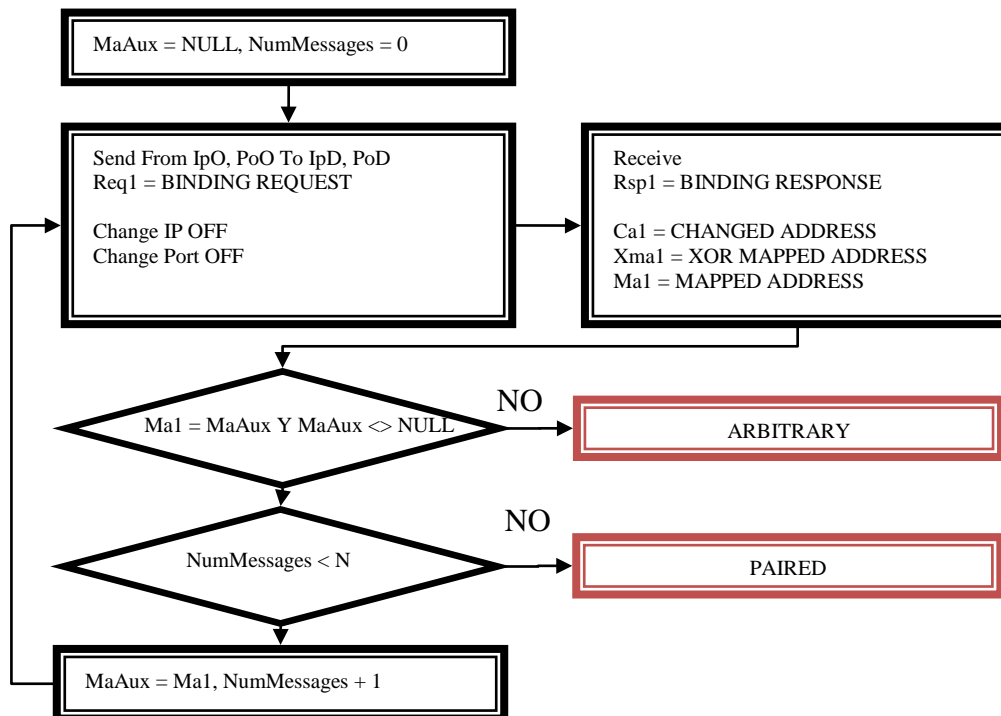 MaAux = NULL, NumMessages = 0
Send From IpO, PoO To IpD, PoD
Req1 = BINDING REQUEST
Change IP OFF
Change Port OFF
Receive
Rsp1 = BINDING RESPONSE
Ca1 = CHANGED ADDRESS
Xma1 = XOR MAPPED ADDRESS
Ma1 = MAPPED ADDRESS
Ma1 = MaAux Y MaAux <> NULL
NO
ARBITRARY
NumMessages < N
NO
PAIRED
MaAux = Ma1, NumMessages + 1